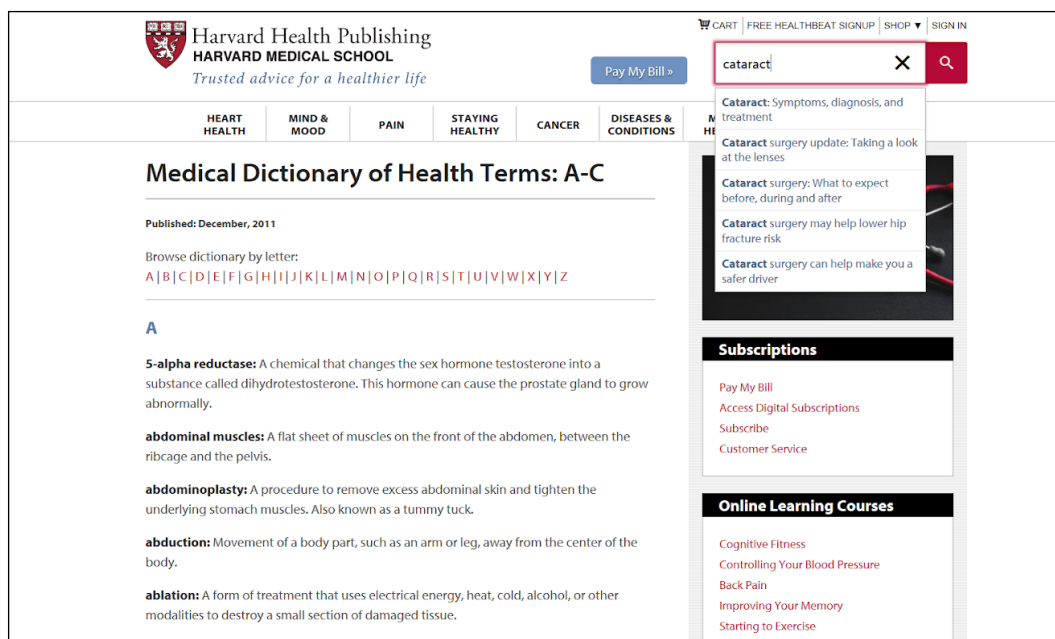 CART | FREE HEALTHBEAT SIGNUP | SHOP ▼ | SIGN IN
Harvard Health Publishing
HARVARD MEDICAL SCHOOL
Trusted advice for a healthier life
Pay My Bill »
cataract
Cataract: Symptoms, diagnosis, and
treatment
Cataract surgery update: Taking a look
at the lenses
Cataract surgery: What to expect
before, during and after
Cataract surgery may help lower hip
fracture risk
Cataract surgery can help make you a
safer driver
HEART
HEALTH
MIND &
MOOD
PAIN
STAYING
HEALTHY
CANCER
DISEASES &
CONDITIONS
Medical Dictionary of Health Terms: A-C
Published: December, 2011
Browse dictionary by letter:
A|B|C|D|E|F|G|H|I|J|K|L|M|N|O|P|Q|R|S|T|U|V|W|X|Y|Z
A
5-alpha reductase: A chemical that changes the sex hormone testosterone into a
substance called dihydrotestosterone. This hormone can cause the prostate gland to grow
abnormally.
abdominal muscles: A flat sheet of muscles on the front of the abdomen, between the
ribcage and the pelvis.
abdominoplasty: A procedure to remove excess abdominal skin and tighten the
underlying stomach muscles. Also known as a tummy tuck.
abduction: Movement of a body part, such as an arm or leg, away from the center of the
body.
ablation: A form of treatment that uses electrical energy, heat, cold, alcohol, or other
modalities to destroy a small section of damaged tissue.
Subscriptions
Pay My Bill
Access Digital Subscriptions
Subscribe
Customer Service
Online Learning Courses
Cognitive Fitness
Controlling Your Blood Pressure
Back Pain
Improving Your Memory
Starting to Exercise